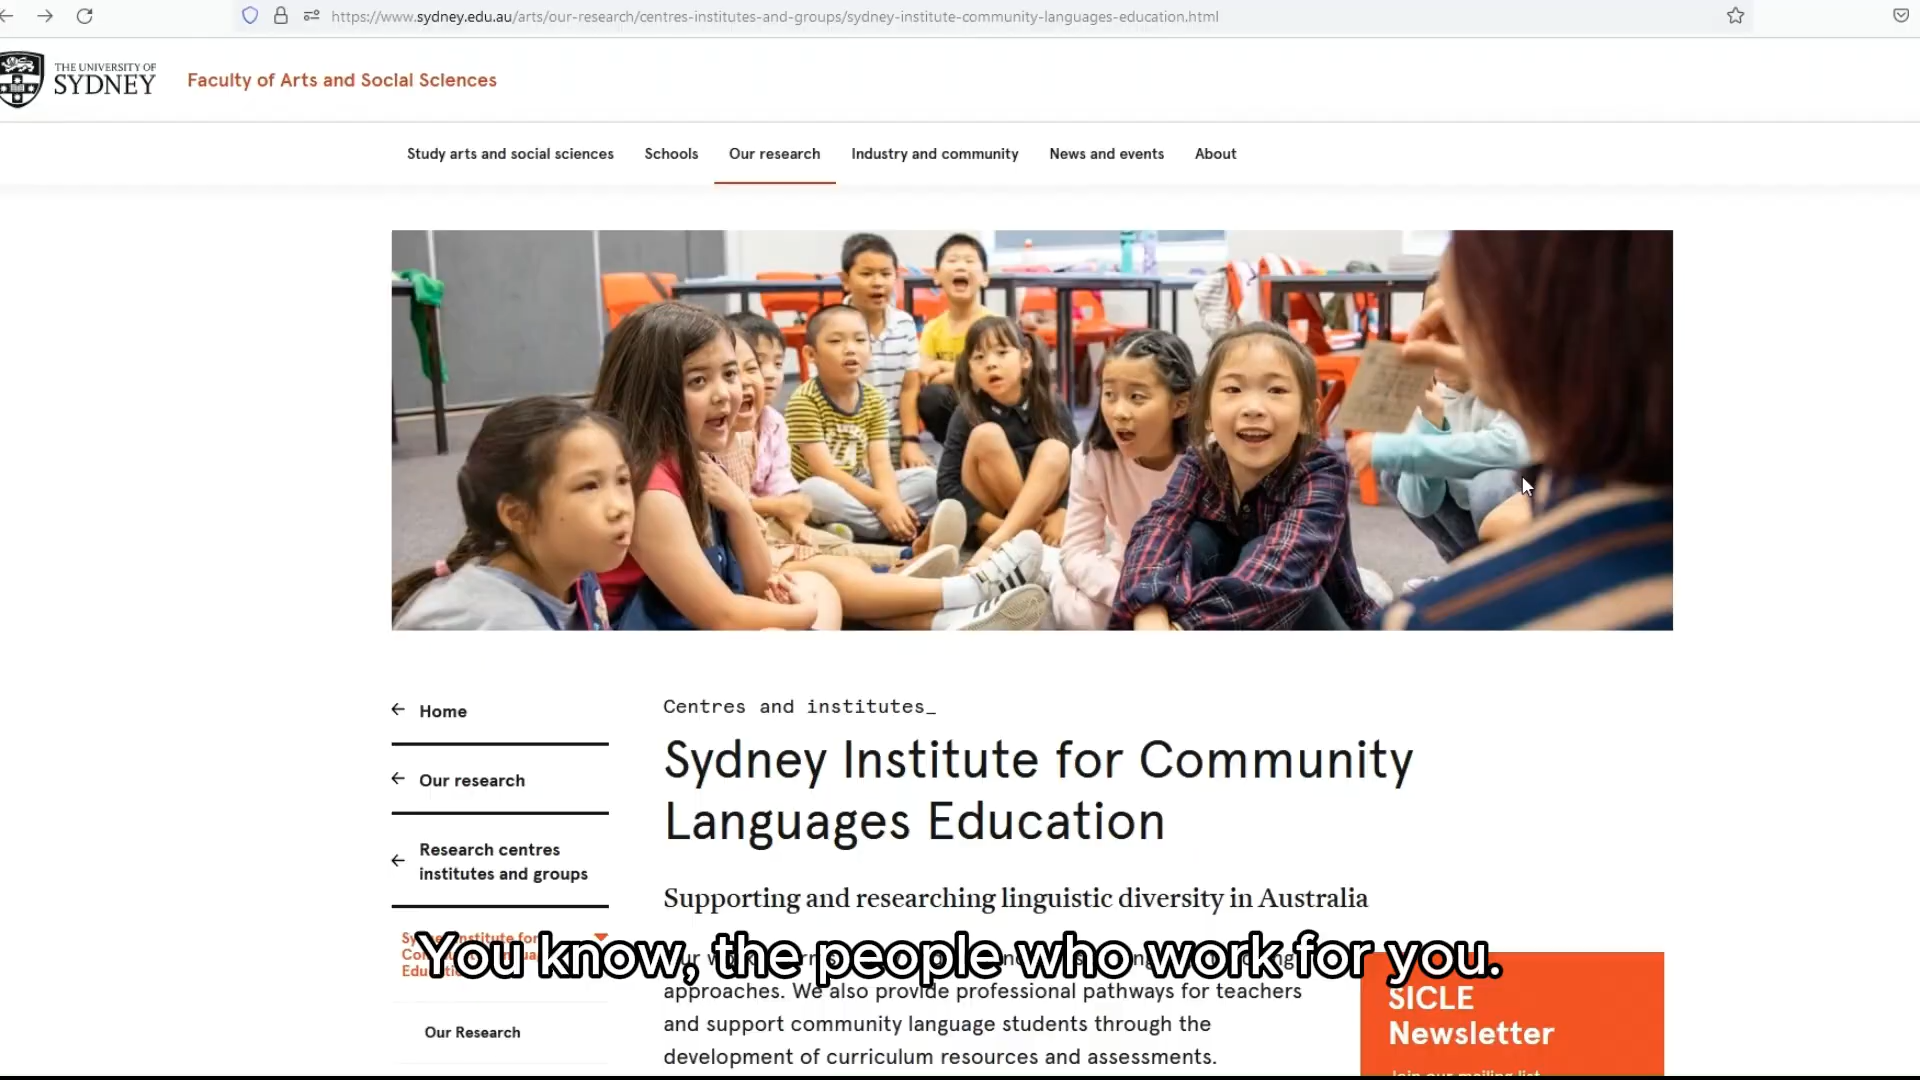 https://www.sydney.edu.au/arts/our-research/centres-institutes-and-groups/sydney-institute-community-languages-education.html
THE UNIVERSITY OF
SYDNEY
Faculty of Arts and Social Sciences
Study arts and social sciences
Schools
Our research
Industry and community
News and events
About
Home
Our research
Research centres
institutes and groups
Our Research
Centres and institutes_
Sydney Institute for Community
Languages Education
Supporting and researching linguistic diversity in Australia
approaches. We also provide professional pathways for teachers
and support community language students through the
development of curriculum resources and assessments.
SICLE
Newsletter
Join our mailing list
You know, the people who work for you.